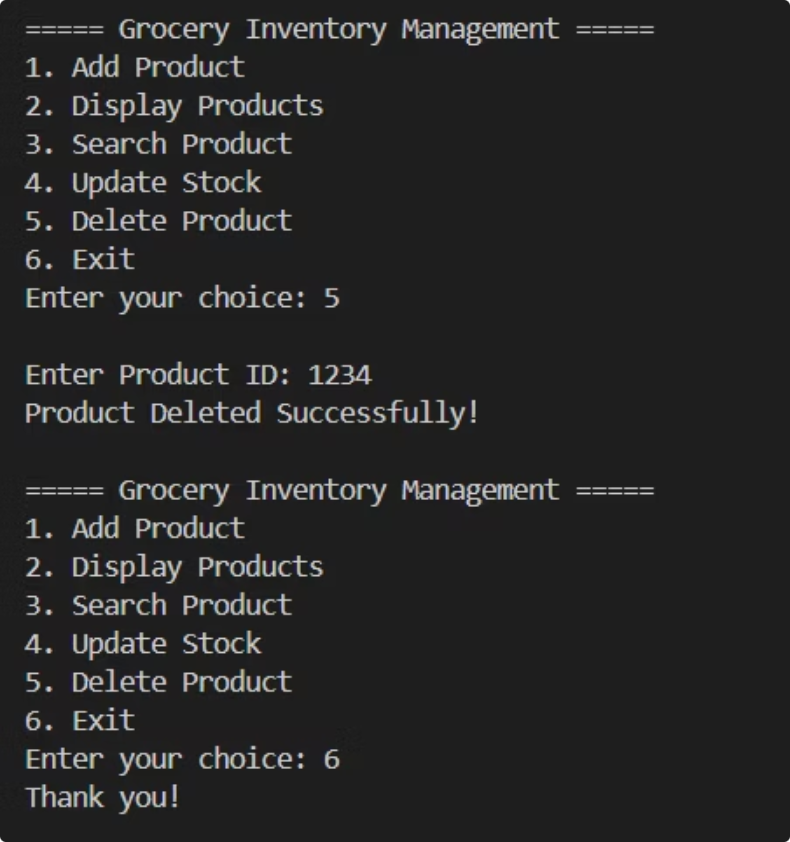 ===== Grocery Inventory Management =====
1. Add Product
2. Display Products
3. Search Product
4. Update Stock
5. Delete Product
6. Exit
Enter your choice: 5
Enter Product ID: 1234
Product Deleted Successfully!
===== Grocery Inventory Management =====
1. Add Product
2. Display Products
3. Search Product
4. Update Stock
5. Delete Product
6. Exit
Enter your choice: 6
Thank you!